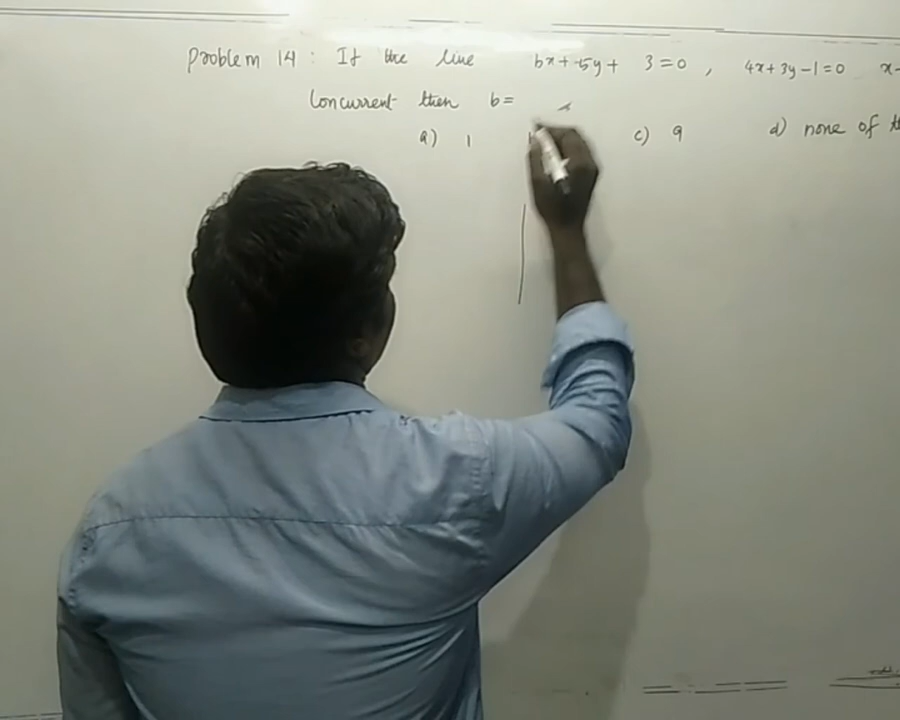 Problem 14 : If the line bx + 5y + 3 = 0 , 4x + 3y - 1 = 0 x -
Concurrent then b =
a) 1 c) 9 d) none of